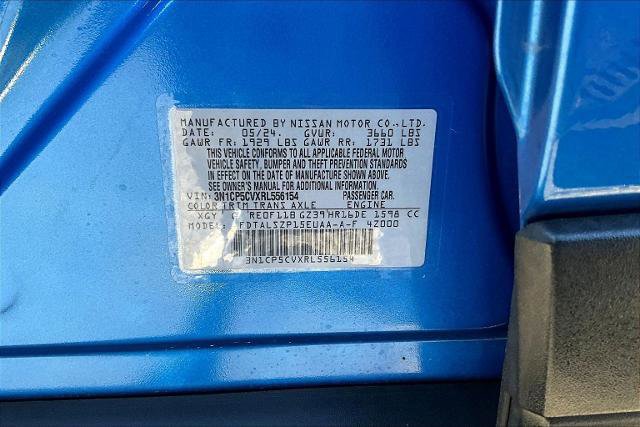 MANUFACTURED BY NISSAN MOTOR CO.,LTD.
DATE: 05/24. GVWR: 3660 LBS
GAWR FR: 1929 LBS GAWR RR: 1731 LBS
THIS VEHICLE CONFORMS TO ALL APPLICABLE FEDERAL MOTOR
VEHICLE SAFETY, BUMPER AND THEFT PREVENTION STANDARDS
IN EFFECT ON THE DATE OF MANUFACTURE SHOWN ABOVE.
SEE OWNER'S MANUAL FOR ADDITIONAL INFORMATION.
VIN: 3N1CP5CVXRL556154 PASSENGER CAR.
COLOR TRIM TRANS AXLE ENGINE
XGY G RE0F11B GZ39 HR16DE 1598 CC
MODEL: FDTALSZP15EUAA-A-F 42000
3N1CP5CVXRL556154